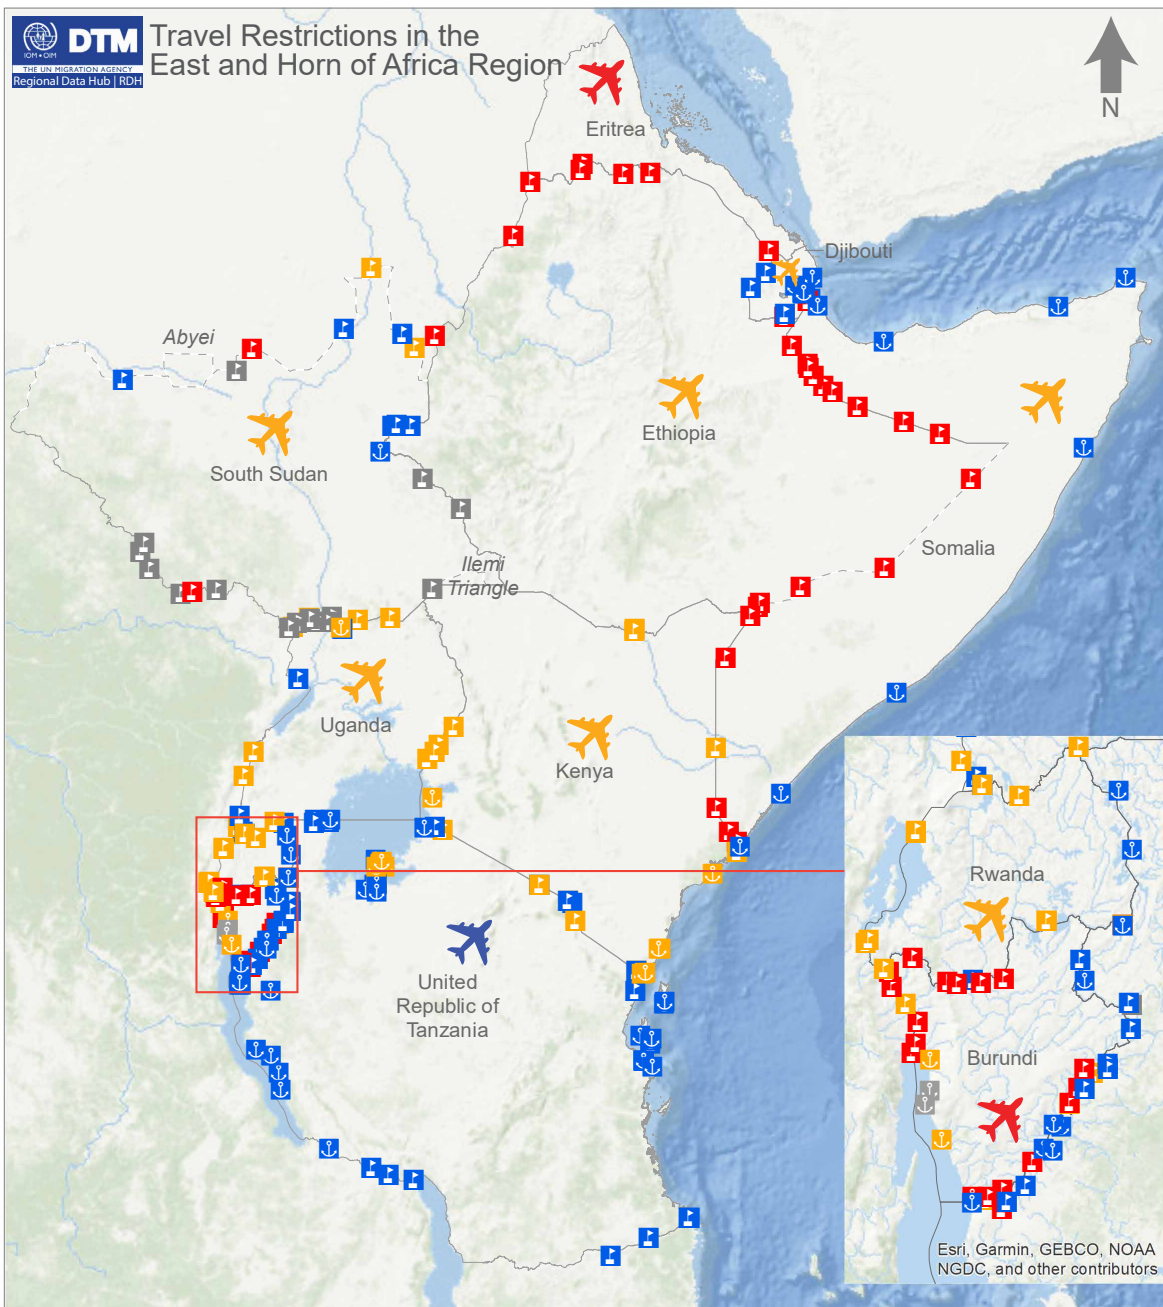 IOM • OIM
DTM
THE UN MIGRATION AGENCY
Regional Data Hub | RDH
Travel Restrictions in the
East and Horn of Africa Region
N
Eritrea
Djibouti
Abyei
Ethiopia
South Sudan
Somalia
Ilemi
Triangle
Uganda
Kenya
Rwanda
United
Republic of
Tanzania
Burundi
Esri, Garmin, GEBCO, NOAA
NGDC, and other contributors